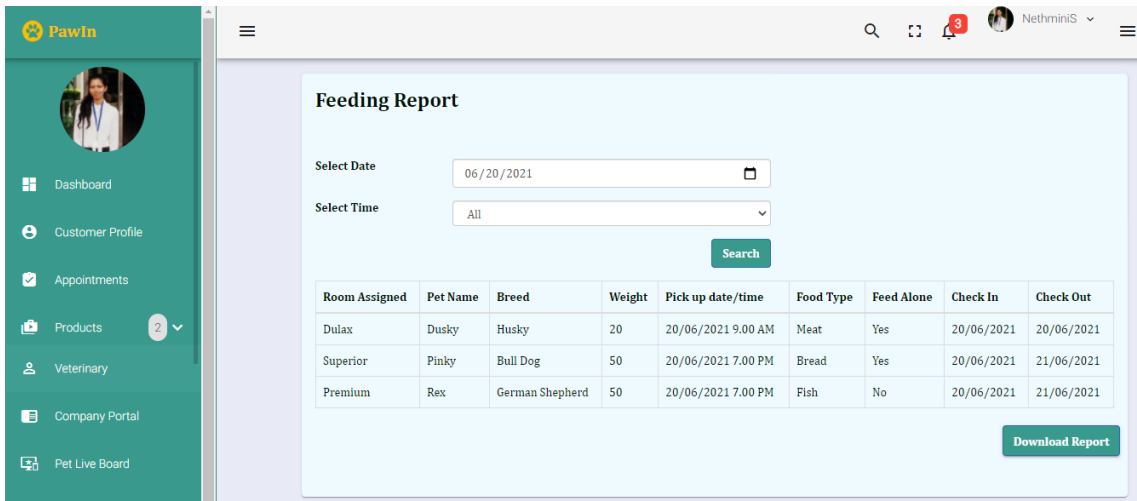 PawIn
3
NethminiS
Dashboard
Customer Profile
Appointments
Products 2
Veterinary
Company Portal
Pet Live Board
Feeding Report
Select Date 06/20/2021
Select Time All
Search
Room Assigned Pet Name Breed Weight Pick up date/time Food Type Feed Alone Check In Check Out
Dulax Dusky Husky 20 20/06/2021 9.00 AM Meat Yes 20/06/2021 20/06/2021
Superior Pinky Bull Dog 50 20/06/2021 7.00 PM Bread Yes 20/06/2021 21/06/2021
Premium Rex German Shepherd 50 20/06/2021 7.00 PM Fish No 20/06/2021 21/06/2021
Download Report